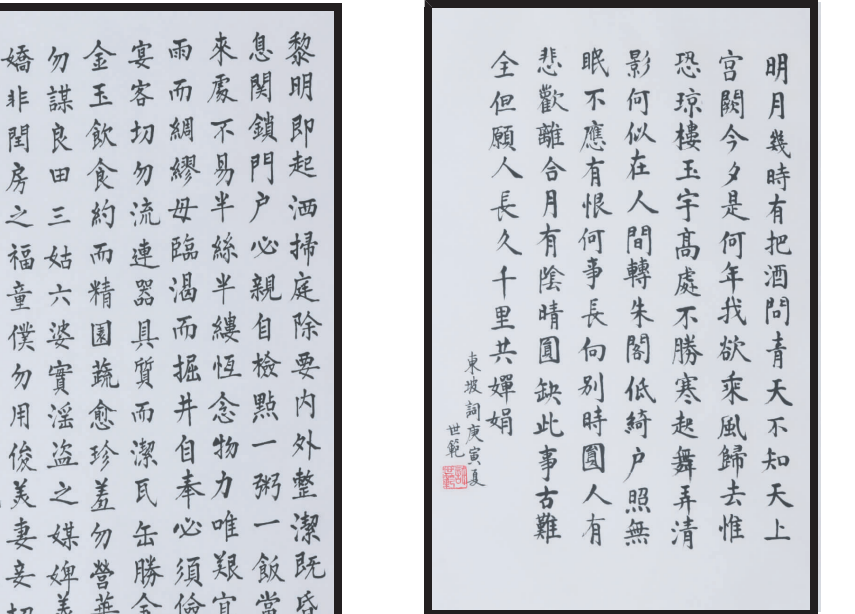 明月幾時有把酒問青天不知天上
宮闕今夕是何年我欲乘風歸去惟
恐瓊樓玉宇高處不勝寒起舞弄清
影何似在人間轉朱閣低綺戶照無
眠不應有恨何事長向別時圓人有
悲歡離合月有陰晴圓缺此事古難
全但願人長久千里共嬋娟
東坡詞庚寅夏
世範
黎明即起洒掃庭除要內外整潔既昏
息関鎖門戶必親自檢點一粥一飯當
來處不易半絲半縷恆念物力唯艱宜
雨而綢繆毋臨渴而掘井自奉必須儉
宴客切勿流連器具質而潔瓦缶勝金
金玉飲食約而精園蔬愈珍羞勿營華
勿謀良田三姑六婆實淫盜之媒婢美
嬌非閨房之福童僕勿用俊美妻妾切